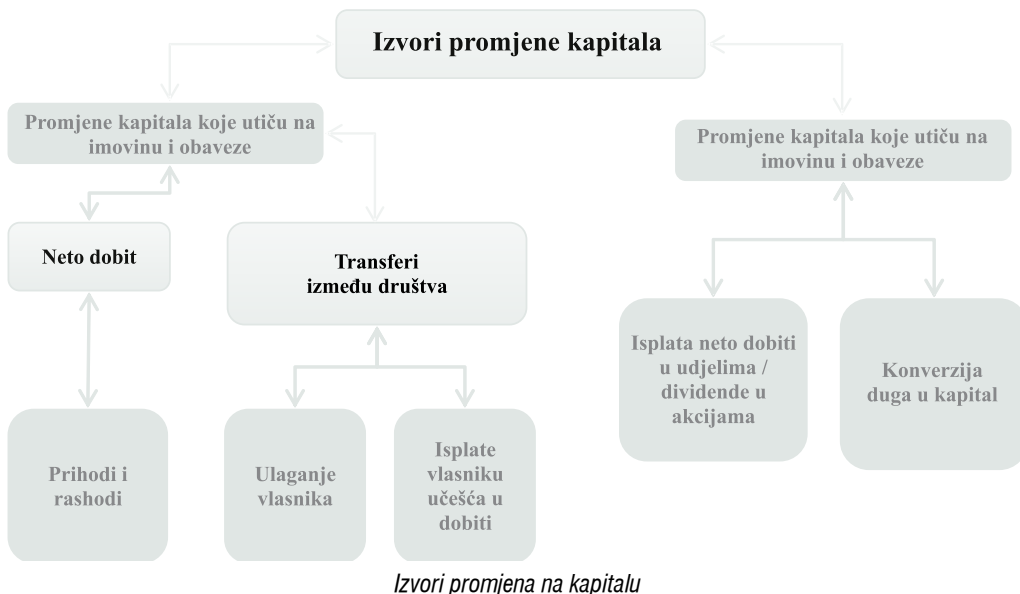 Izvori promjene kapitala
Promjene kapitala koje utiču na
imovinu i obaveze
Promjene kapitala koje utiču na
imovinu i obaveze
Neto dobit
Transferi
između društva
Isplata neto dobiti
u udjelima /
dividende u
akcijama
Konverzija
duga u kapital
Prihodi i
rashodi
Ulaganje
vlasnika
Isplate
vlasniku
učešća u
dobiti
Izvori promjena na kapitalu